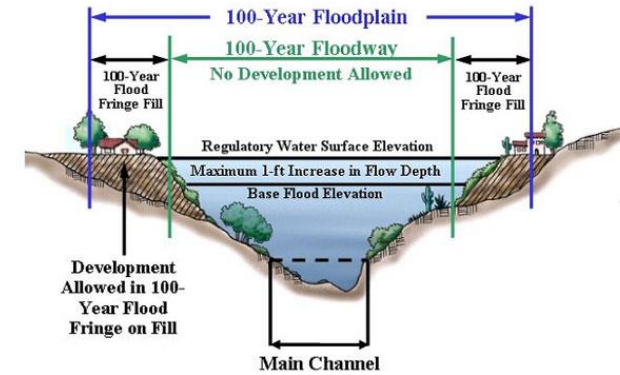 100-Year Floodplain
100-Year Floodway
No Development Allowed
100-Year
Flood
Fringe Fill
100-Year
Flood
Fringe Fill
Regulatory Water Surface Elevation
Maximum 1-ft Increase in Flow Depth
Base Flood Elevation
Development
Allowed in 100-
Year Flood
Fringe on Fill
Main Channel